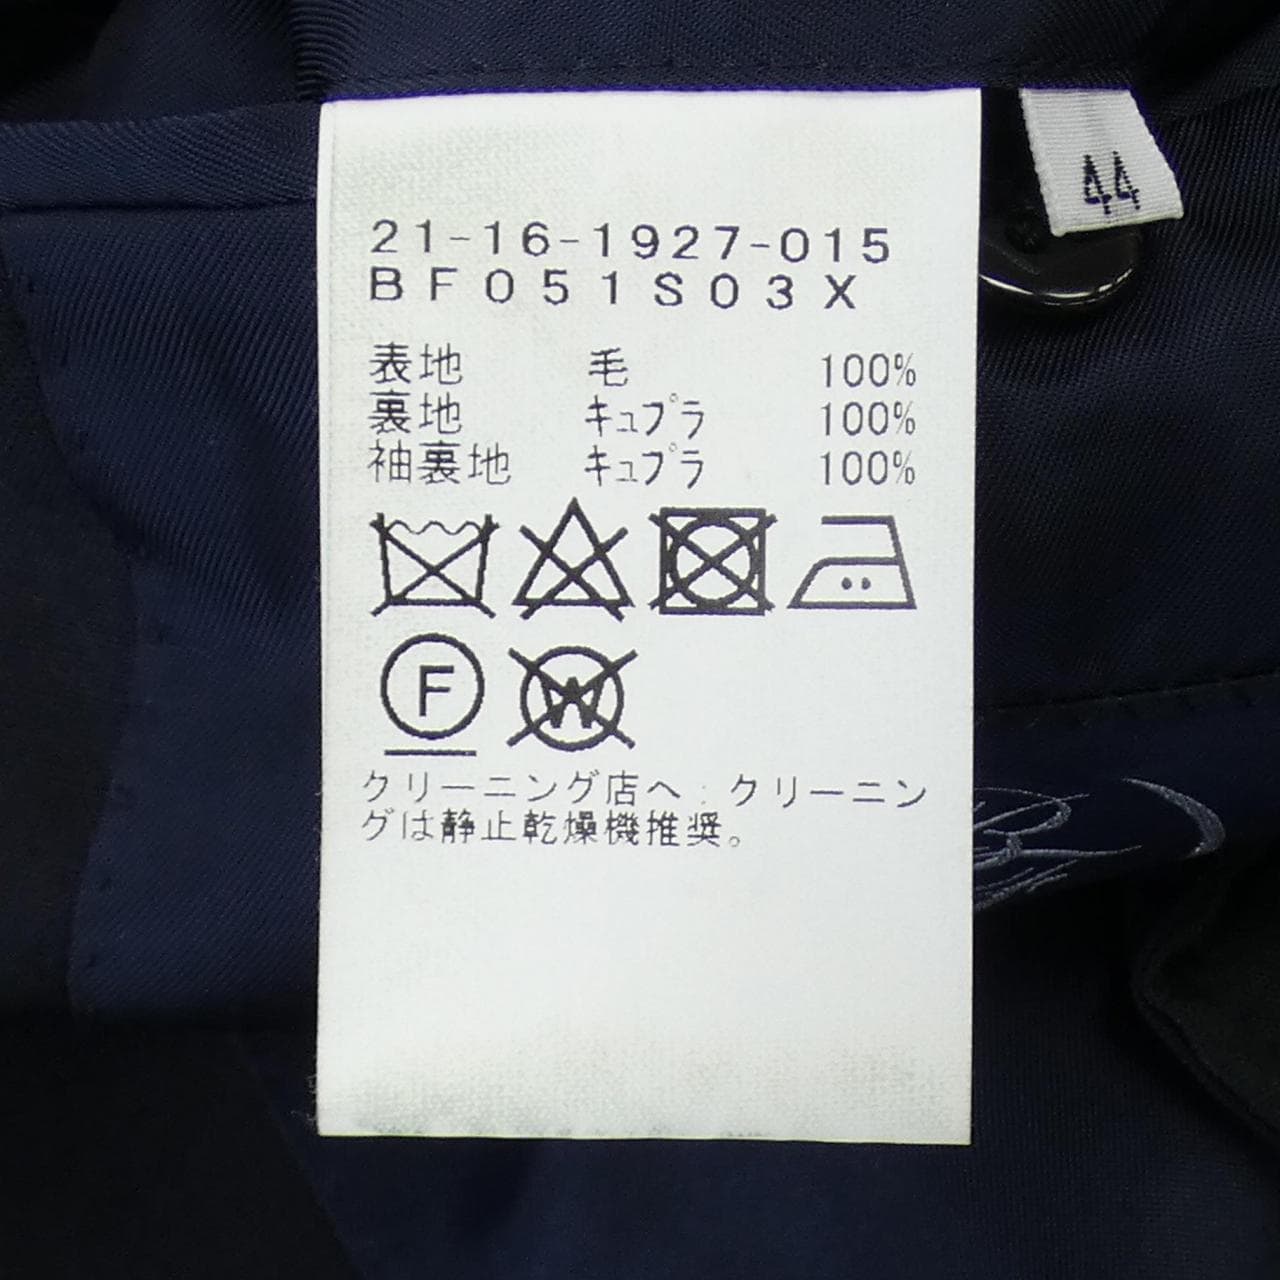 44
21-16-1927-015
BF051S03X
表地 毛 100%
裏地 キュプラ 100%
袖裏地 キュプラ 100%
F
W
クリーニング店へ:クリーニン
グは静止乾燥機推奨。